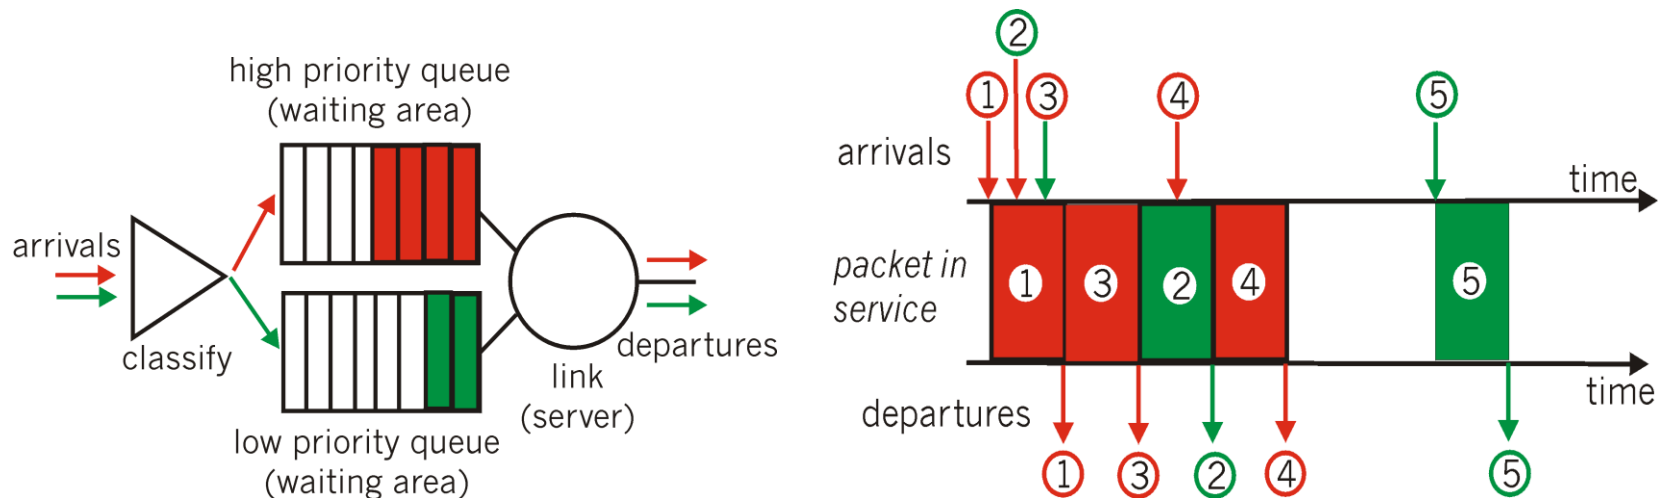 high priority queue
(waiting area)
arrivals
classify
link
(server)
departures
low priority queue
(waiting area)
2
1
3
4
5
arrivals
time
packet in
service
1
3
2
4
5
time
departures
1
3
2
4
5